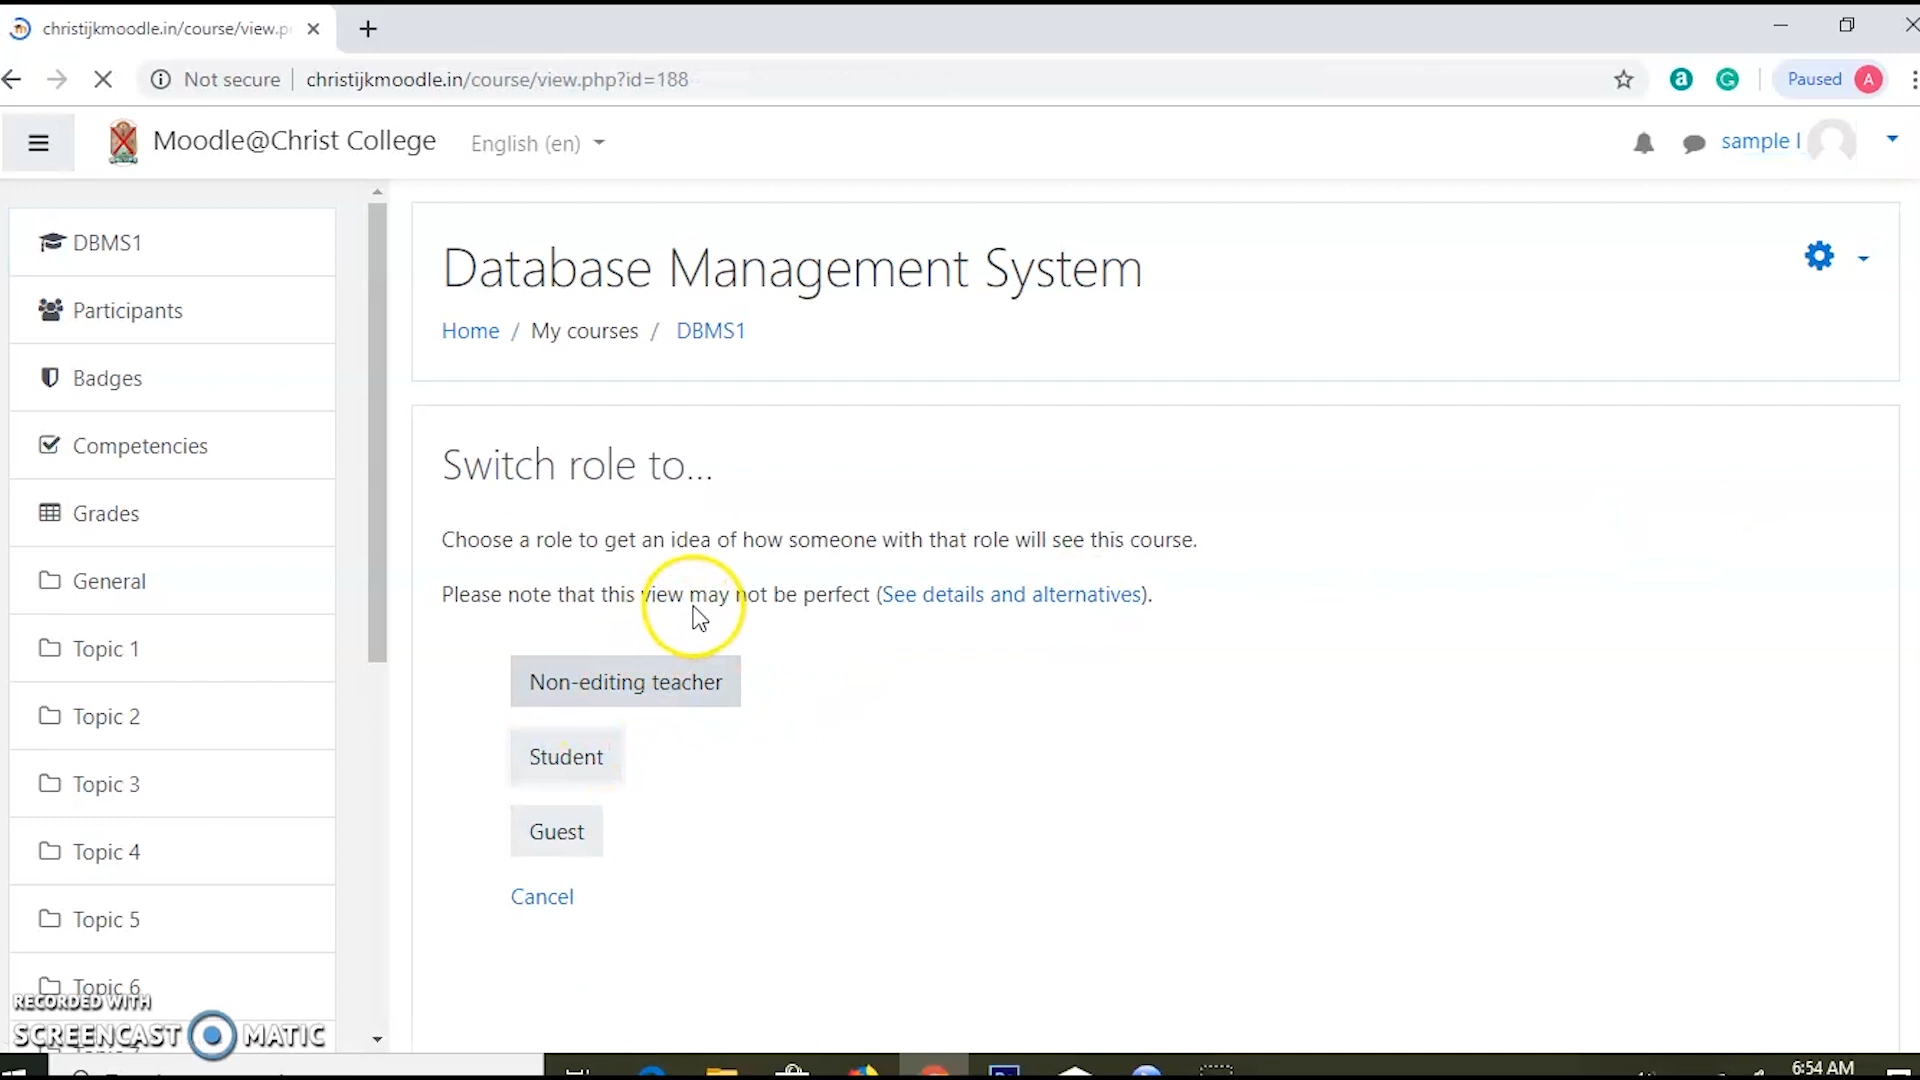 christijkmoodle.in/course/view.p
Not secure
christijkmoodle.in/course/view.php?id=188
Paused
A
Moodle@Christ College
English (en)
sample l
DBMS1
Participants
Badges
Competencies
Grades
General
Topic 1
Topic 2
Topic 3
Topic 4
Topic 5
Topic 6
Database Management System
Home / My courses / DBMS1
Switch role to...
Choose a role to get an idea of how someone with that role will see this course.
Please note that this view may not be perfect (See details and alternatives).
Non-editing teacher
Student
Guest
Cancel
RECORDED WITH
SCREENCAST MATIC
6:54 AM